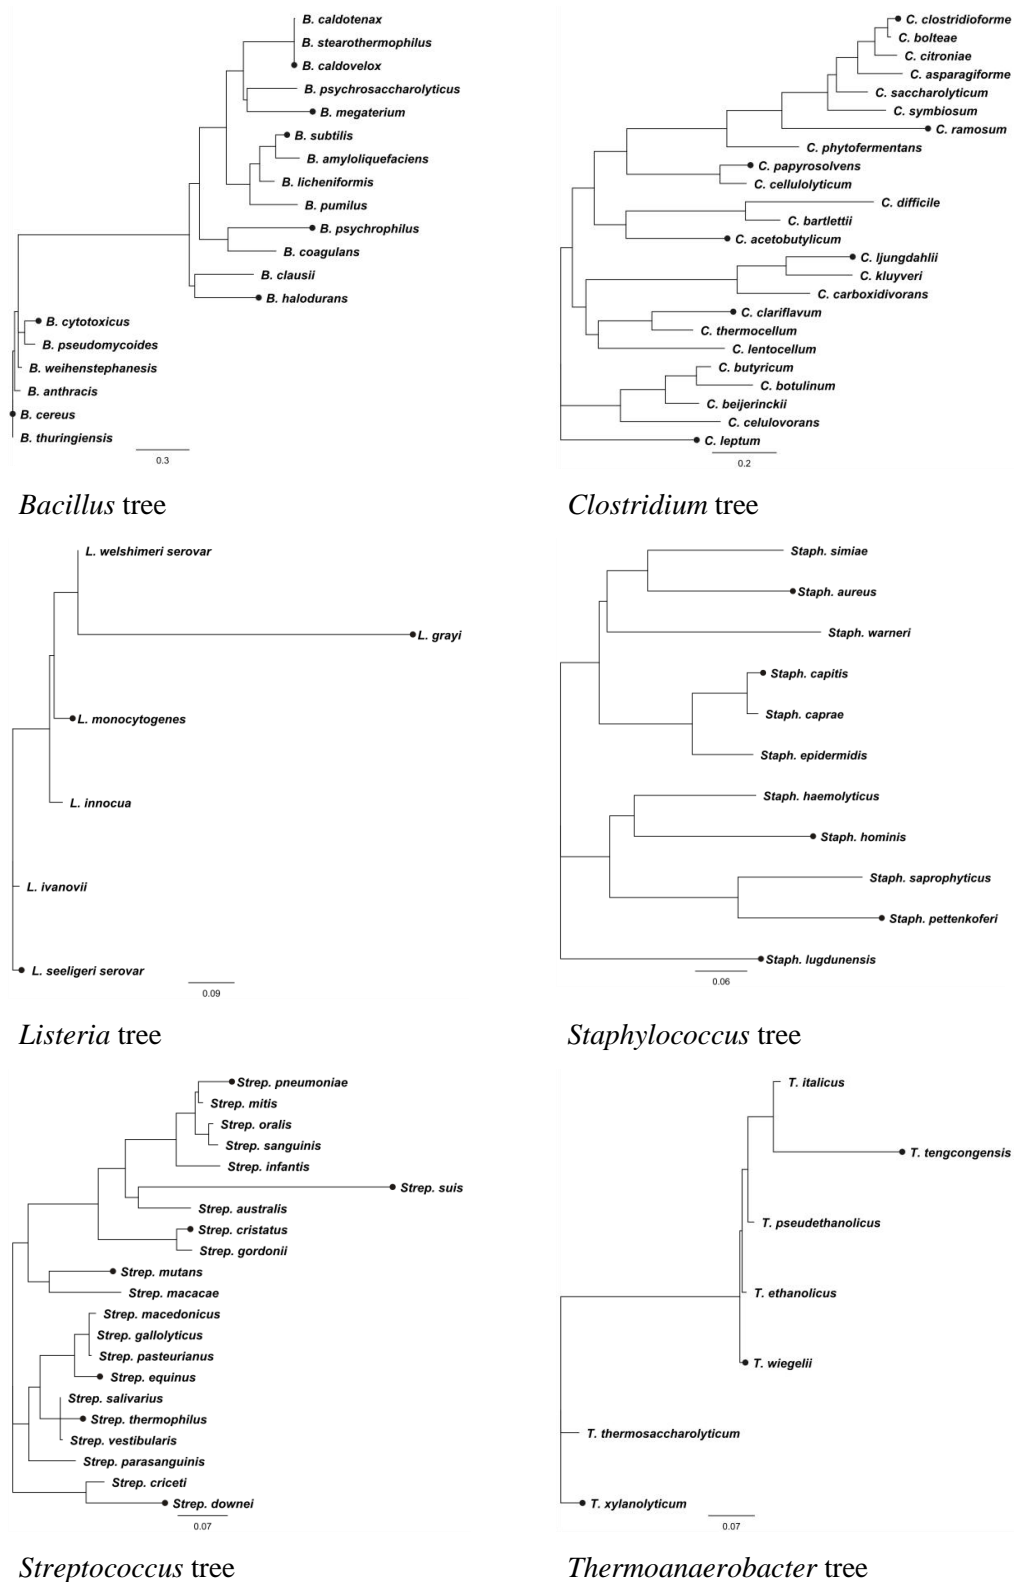 B. caldotenax
B. stearothermophilus
B. caldovelox
B. psychrosaccharolyticus
B. megaterium
B. subtilis
B. amyloliquefaciens
B. licheniformis
B. pumilus
B. psychrophilus
B. coagulans
B. clausii
B. halodurans
B. cytotoxicus
B. pseudomycoides
B. weihenstephanesis
B. anthracis
B. cereus
B. thuringiensis
0.3
Bacillus tree
C. clostridioforme
C. bolteae
C. citroniae
C. asparagiforme
C. saccharolyticum
C. symbiosum
C. ramosum
C. phytofermentans
C. papyrosolvens
C. cellulolyticum
C. difficile
C. bartlettii
C. acetobutylicum
C. ljungdahlii
C. kluyveri
C. carboxidivorans
C. clariflavum
C. thermocellum
C. lentocellum
C. butyricum
C. botulinum
C. beijerinckii
C. celulovorans
C. leptum
0.2
Clostridium tree
L. welshimeri serovar
L. grayi
L. monocytogenes
L. innocua
L. ivanovii
L. seeligeri serovar
0.09
Listeria tree
Staph. simiae
Staph. aureus
Staph. warneri
Staph. capitis
Staph. caprae
Staph. epidermidis
Staph. haemolyticus
Staph. hominis
Staph. saprophyticus
Staph. pettenkoferi
Staph. lugdunensis
0.06
Staphylococcus tree
Strep. pneumoniae
Strep. mitis
Strep. oralis
Strep. sanguinis
Strep. infantis
Strep. suis
Strep. australis
Strep. cristatus
Strep. gordonii
Strep. mutans
Strep. macacae
Strep. macedonicus
Strep. gallolyticus
Strep. pasteurianus
Strep. equinus
Strep. salivarius
Strep. thermophilus
Strep. vestibularis
Strep. parasanguinis
Strep. criceti
Strep. downei
0.07
Streptococcus tree
T. italicus
T. tengcongensis
T. pseudethanolicus
T. ethanolicus
T. wiegelii
T. thermosaccharolyticum
T. xylanolyticum
0.07
Thermoanaerobacter tree